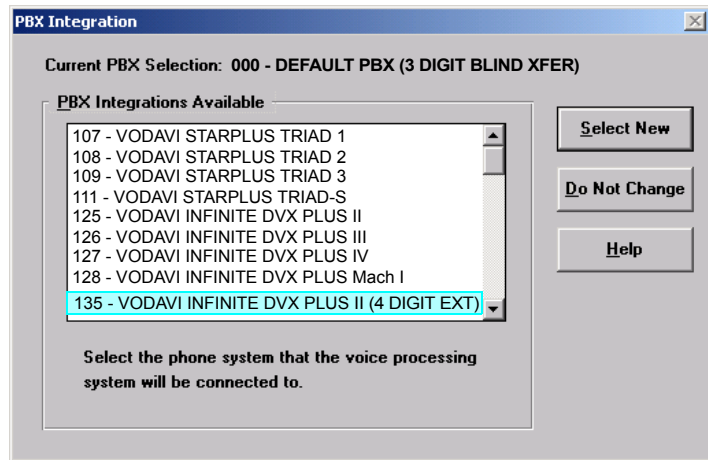 PBX Integration
Current PBX Selection: 000 - DEFAULT PBX (3 DIGIT BLIND XFER)
PBX Integrations Available
107 - VODAVI STARPLUS TRIAD 1
108 - VODAVI STARPLUS TRIAD 2
109 - VODAVI STARPLUS TRIAD 3
111 - VODAVI STARPLUS TRIAD-S
125 - VODAVI INFINITE DVX PLUS II
126 - VODAVI INFINITE DVX PLUS III
127 - VODAVI INFINITE DVX PLUS IV
128 - VODAVI INFINITE DVX PLUS Mach I
135 - VODAVI INFINITE DVX PLUS II (4 DIGIT EXT)
Select the phone system that the voice processing
system will be connected to.
Select New
Do Not Change
Help